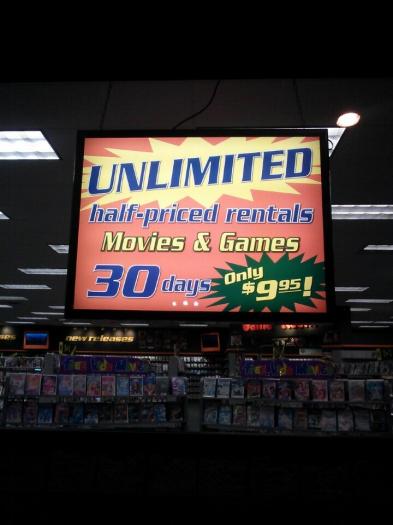 UNLIMITED
half-priced rentals
Movies & Games
30 days
Only
$9.95!
new releases